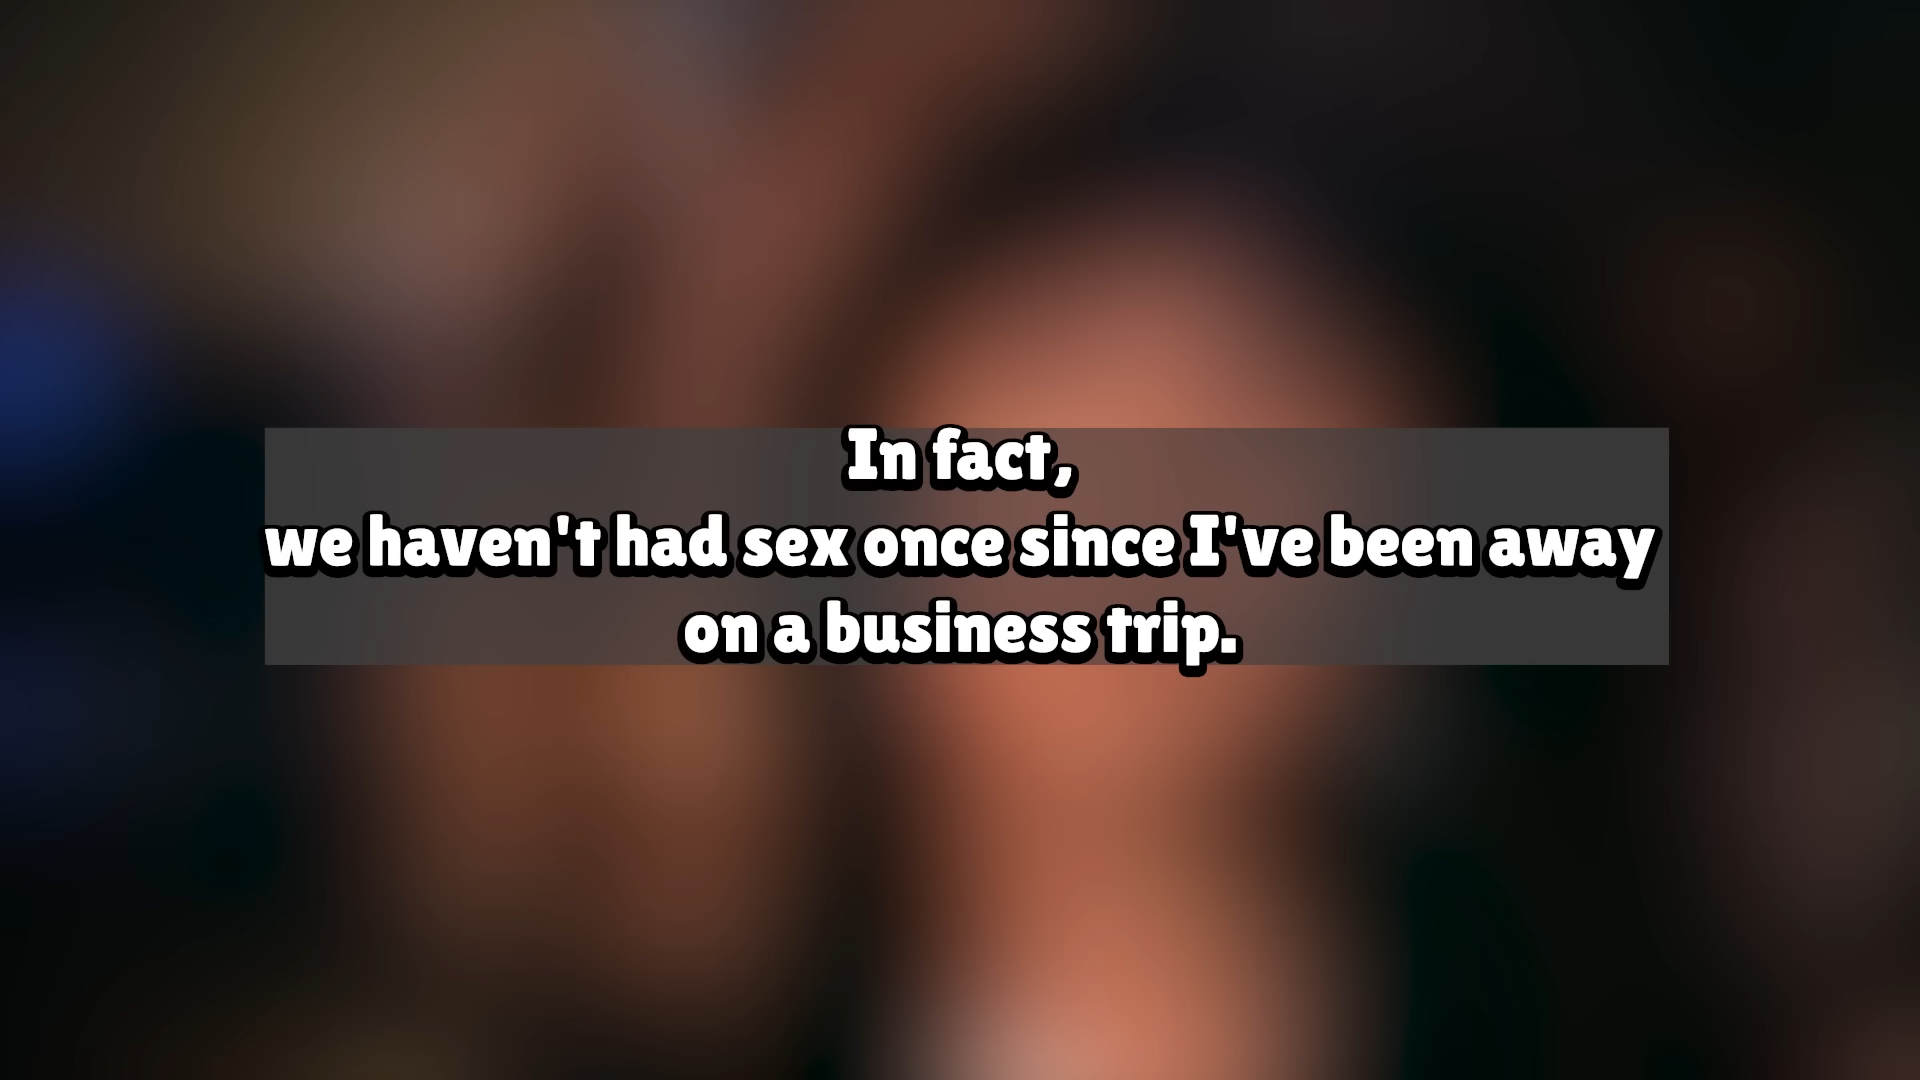 In fact,
we haven't had sex once since I've been away
on a business trip.